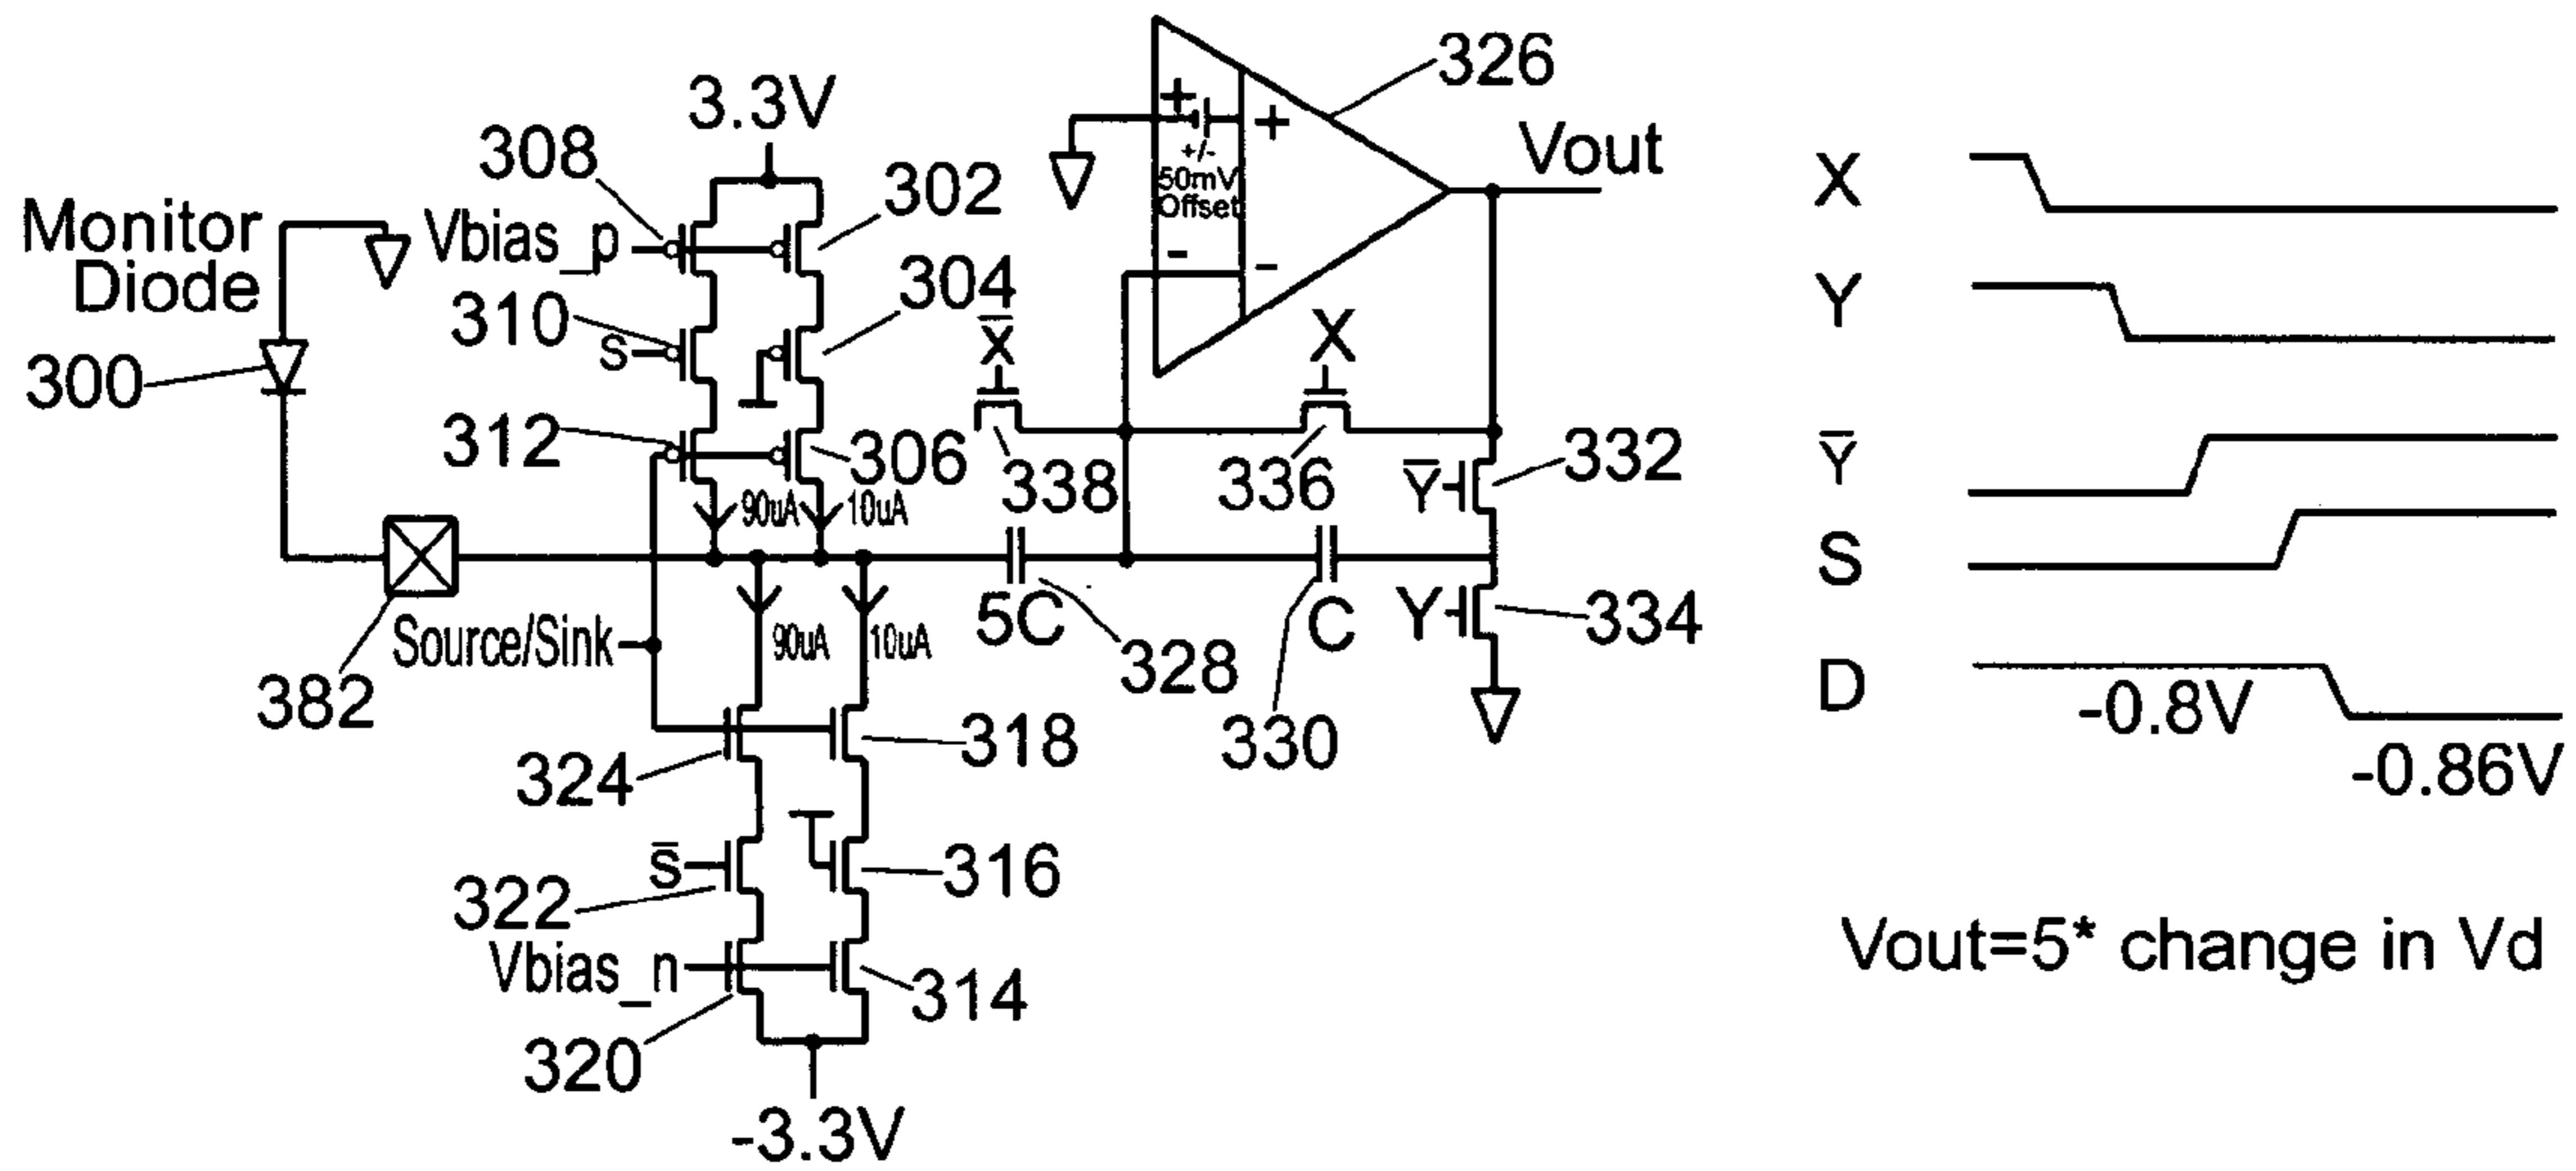 326
3.3V
308
302
Vout
X
Monitor
Diode
Vbias_p
+
+
+/-
50mV
Offset
-
-
304
310
S
X̅
X
Y
300
312
306
338
336
332
Y̅
Y̅
90uA
10uA
S
382
Source/Sink
90uA
10uA
5C
328
C
330
Y
334
D
-0.8V
-0.86V
324
318
S̅
322
316
Vbias_n
314
320
-3.3V
Vout=5* change in Vd